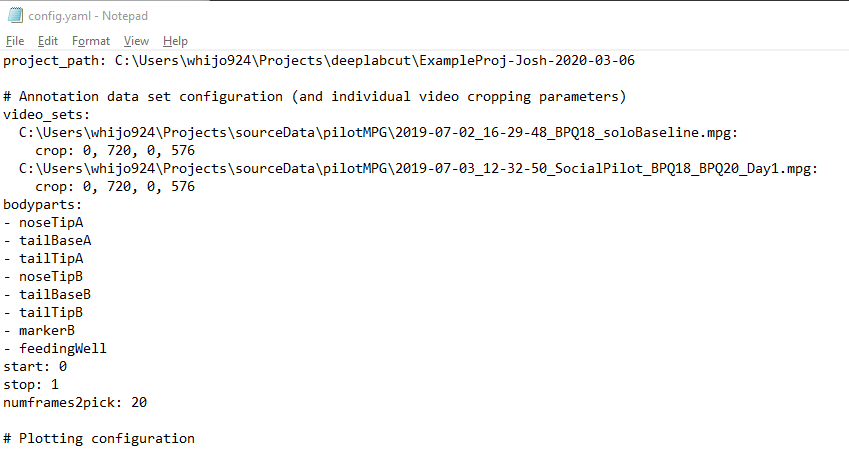 config.yaml - Notepad
File Edit Format View Help
project_path: C:\Users\whijo924\Projects\deeplabcut\ExampleProj-Josh-2020-03-06
# Annotation data set configuration (and individual video cropping parameters)
video_sets:
  C:\Users\whijo924\Projects\sourceData\pilotMPG\2019-07-02_16-29-48_BPQ18_soloBaseline.mpg:
    crop: 0, 720, 0, 576
  C:\Users\whijo924\Projects\sourceData\pilotMPG\2019-07-03_12-32-50_SocialPilot_BPQ18_BPQ20_Day1.mpg:
    crop: 0, 720, 0, 576
bodyparts:
- noseTipA
- tailBaseA
- tailTipA
- noseTipB
- tailBaseB
- tailTipB
- markerB
- feedingWell
start: 0
stop: 1
numframes2pick: 20
# Plotting configuration